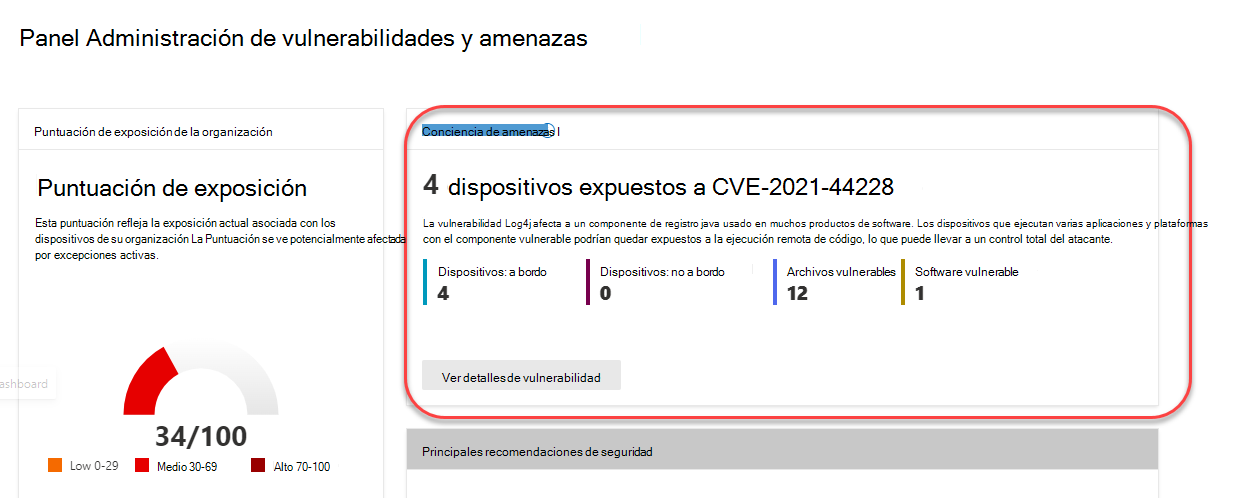 Panel Administración de vulnerabilidades y amenazas
Puntuación de exposición de la organización
Puntuación de exposición
Esta puntuación refleja la exposición actual asociada con los
dispositivos de su organización La Puntuación se ve potencialmente afectada
por excepciones activas.
34/100
Low 0-29
Medio 30-69
Alto 70-100
ashboard
Conciencia de amenazas I
4 dispositivos expuestos a CVE-2021-44228
La vulnerabilidad Log4j afecta a un componente de registro java usado en muchos productos de software. Los dispositivos que ejecutan varias aplicaciones y plataformas
con el componente vulnerable podrían quedar expuestos a la ejecución remota de código, lo que puede llevar a un control total del atacante.
Dispositivos: a bordo
4
Dispositivos: no a bordo
0
Archivos vulnerables
12
Software vulnerable
1
Ver detalles de vulnerabilidad
Principales recomendaciones de seguridad